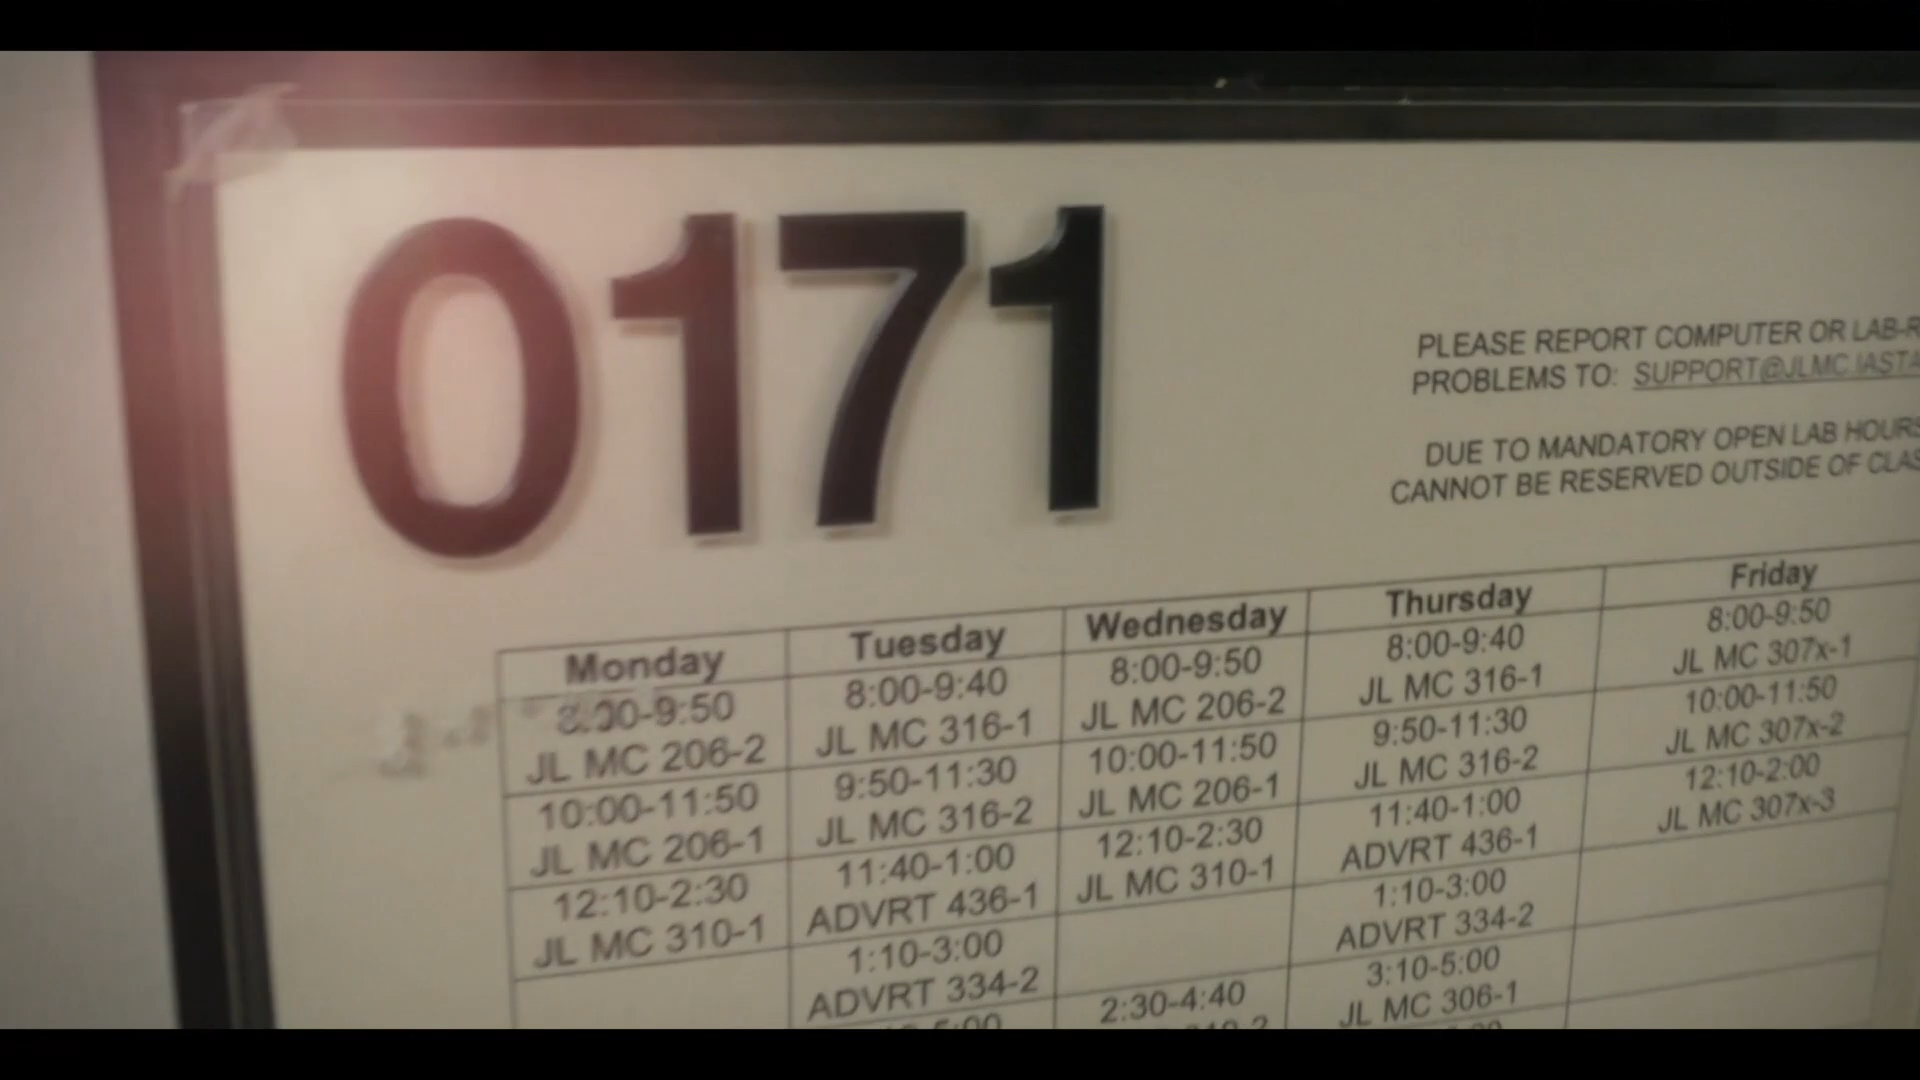 0171
PLEASE REPORT COMPUTER OR LAB-R
PROBLEMS TO: SUPPORT@JLMC.IASTA
DUE TO MANDATORY OPEN LAB HOURS
CANNOT BE RESERVED OUTSIDE OF CLAS
Monday Tuesday Wednesday Thursday Friday
8:00-9:50 8:00-9:40 8:00-9:50 8:00-9:40 8:00-9:50
JL MC 206-2 JL MC 316-1 JL MC 206-2 JL MC 316-1 JL MC 307x-1
10:00-11:50 9:50-11:30 10:00-11:50 9:50-11:30 10:00-11:50
JL MC 206-1 JL MC 316-2 JL MC 206-1 JL MC 316-2 JL MC 307x-2
12:10-2:30 11:40-1:00 12:10-2:30 11:40-1:00 12:10-2:00
JL MC 310-1 ADVRT 436-1 JL MC 310-1 ADVRT 436-1 JL MC 307x-3
1:10-3:00 1:10-3:00
ADVRT 334-2 ADVRT 334-2
2:30-4:40 3:10-5:00
JL MC 306-1